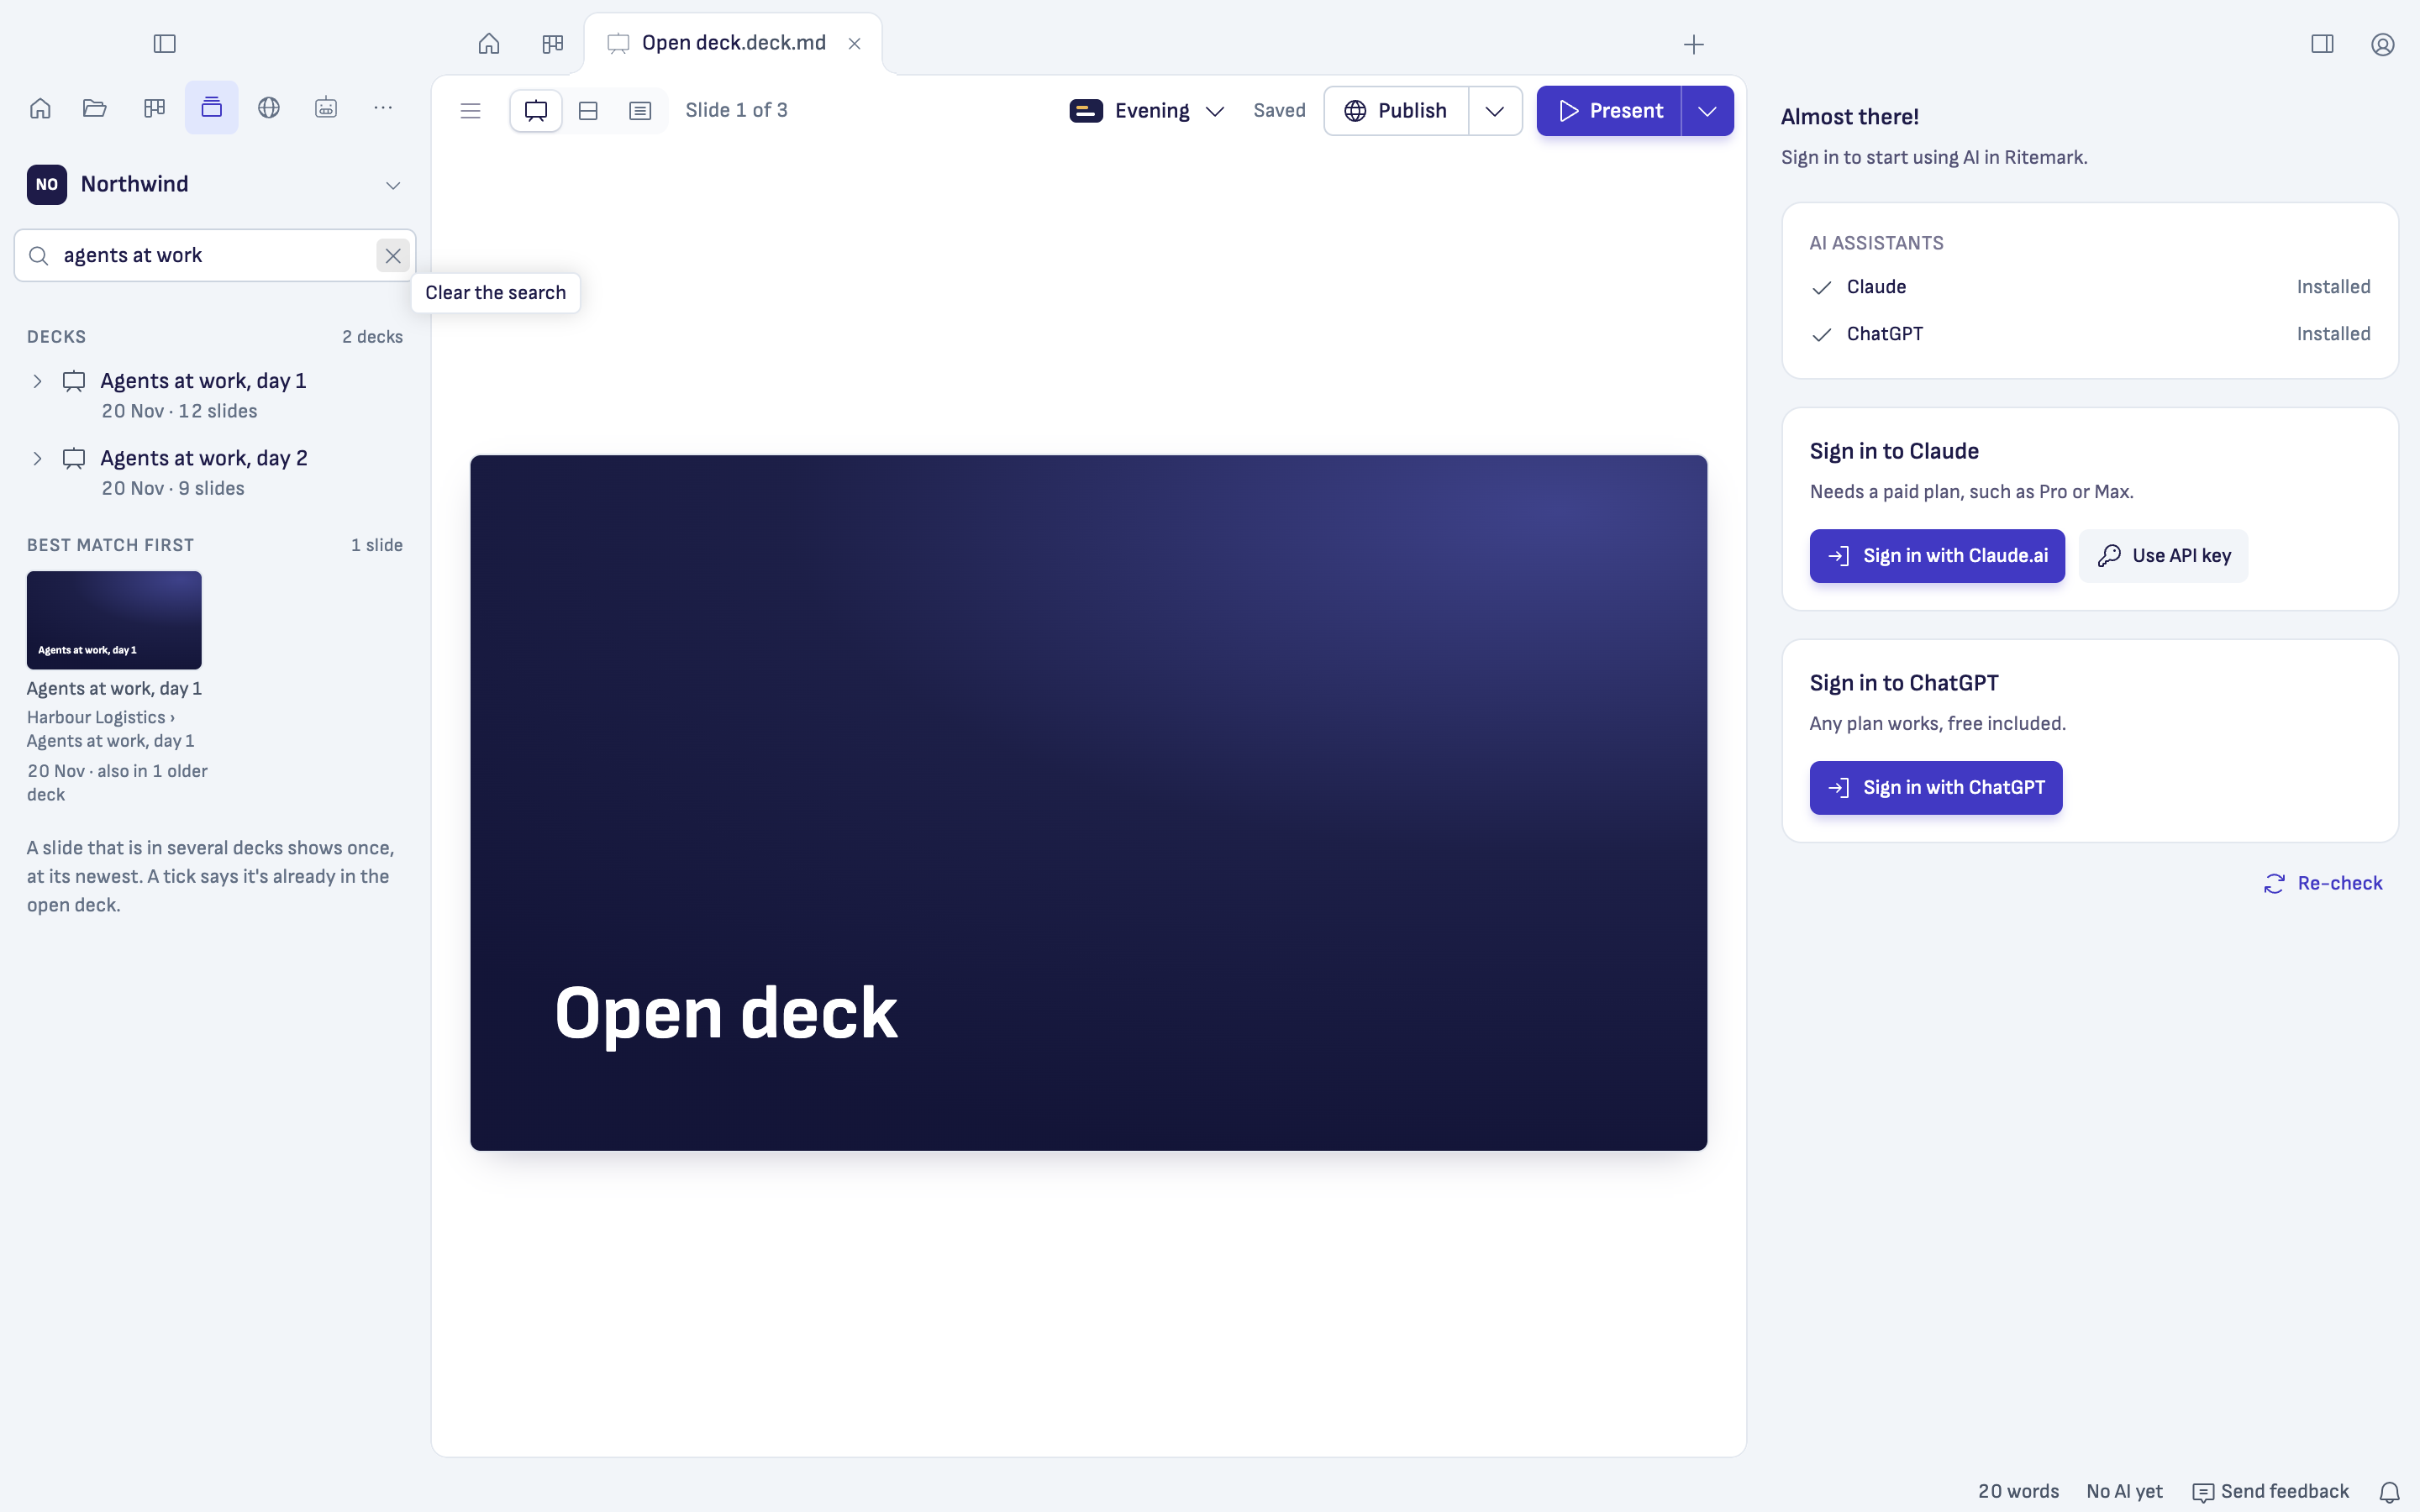 Open deck.deck.md
NO Northwind
agents at work
Clear the search
DECKS 2 decks
Agents at work, day 1
20 Nov · 12 slides
Agents at work, day 2
20 Nov · 9 slides
BEST MATCH FIRST 1 slide
Agents at work, day 1
Agents at work, day 1
Harbour Logistics ›
Agents at work, day 1
20 Nov · also in 1 older
deck
A slide that is in several decks shows once,
at its newest. A tick says it's already in the
open deck.
Slide 1 of 3 Evening Saved Publish Present
Open deck
Almost there!
Sign in to start using AI in Ritemark.
AI ASSISTANTS
Claude Installed
ChatGPT Installed
Sign in to Claude
Needs a paid plan, such as Pro or Max.
Sign in with Claude.ai Use API key
Sign in to ChatGPT
Any plan works, free included.
Sign in with ChatGPT
Re-check
20 words No AI yet Send feedback